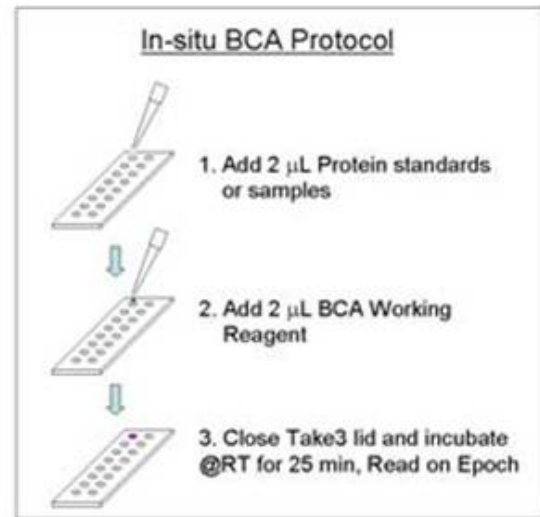 In-situ BCA Protocol
1. Add 2 μL Protein standards
or samples
2. Add 2 μL BCA Working
Reagent
3. Close Take3 lid and incubate
@RT for 25 min, Read on Epoch